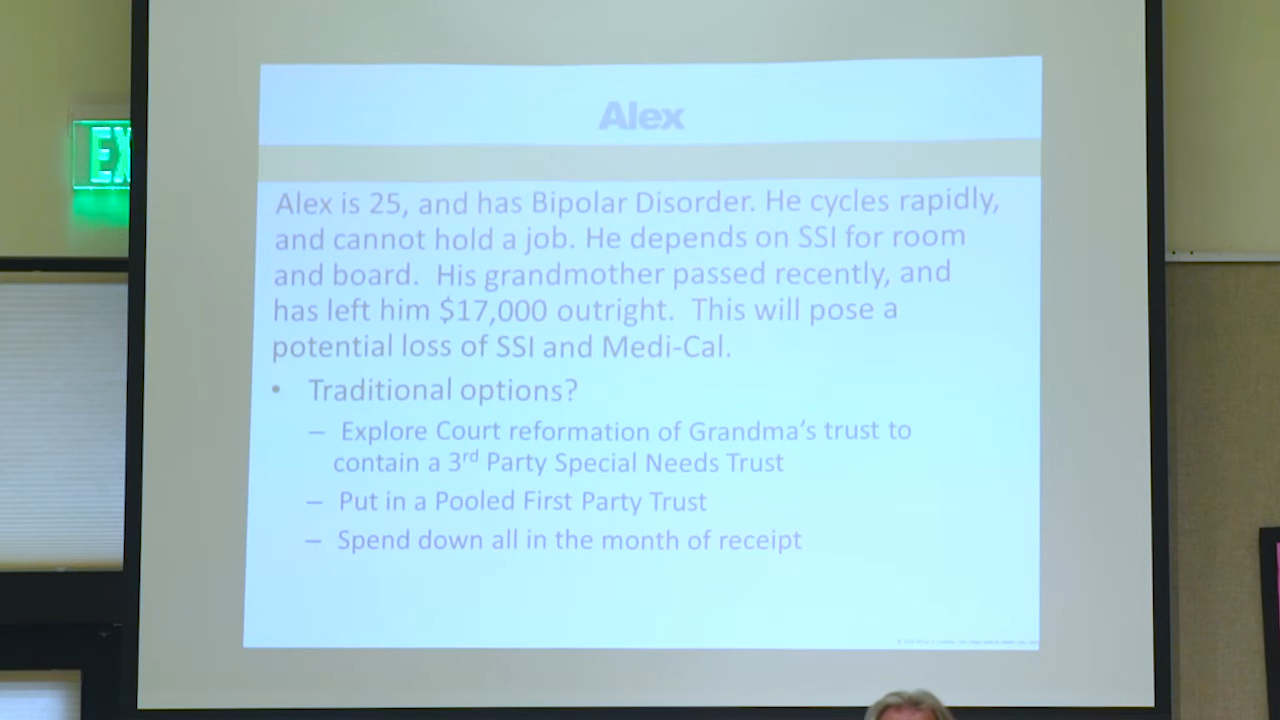 EX
Alex
Alex is 25, and has Bipolar Disorder. He cycles rapidly,
and cannot hold a job. He depends on SSI for room
and board.  His grandmother passed recently, and
has left him $17,000 outright.  This will pose a
potential loss of SSI and Medi-Cal.
• Traditional options?
– Explore Court reformation of Grandma's trust to
contain a 3rd Party Special Needs Trust
– Put in a Pooled First Party Trust
– Spend down all in the month of receipt